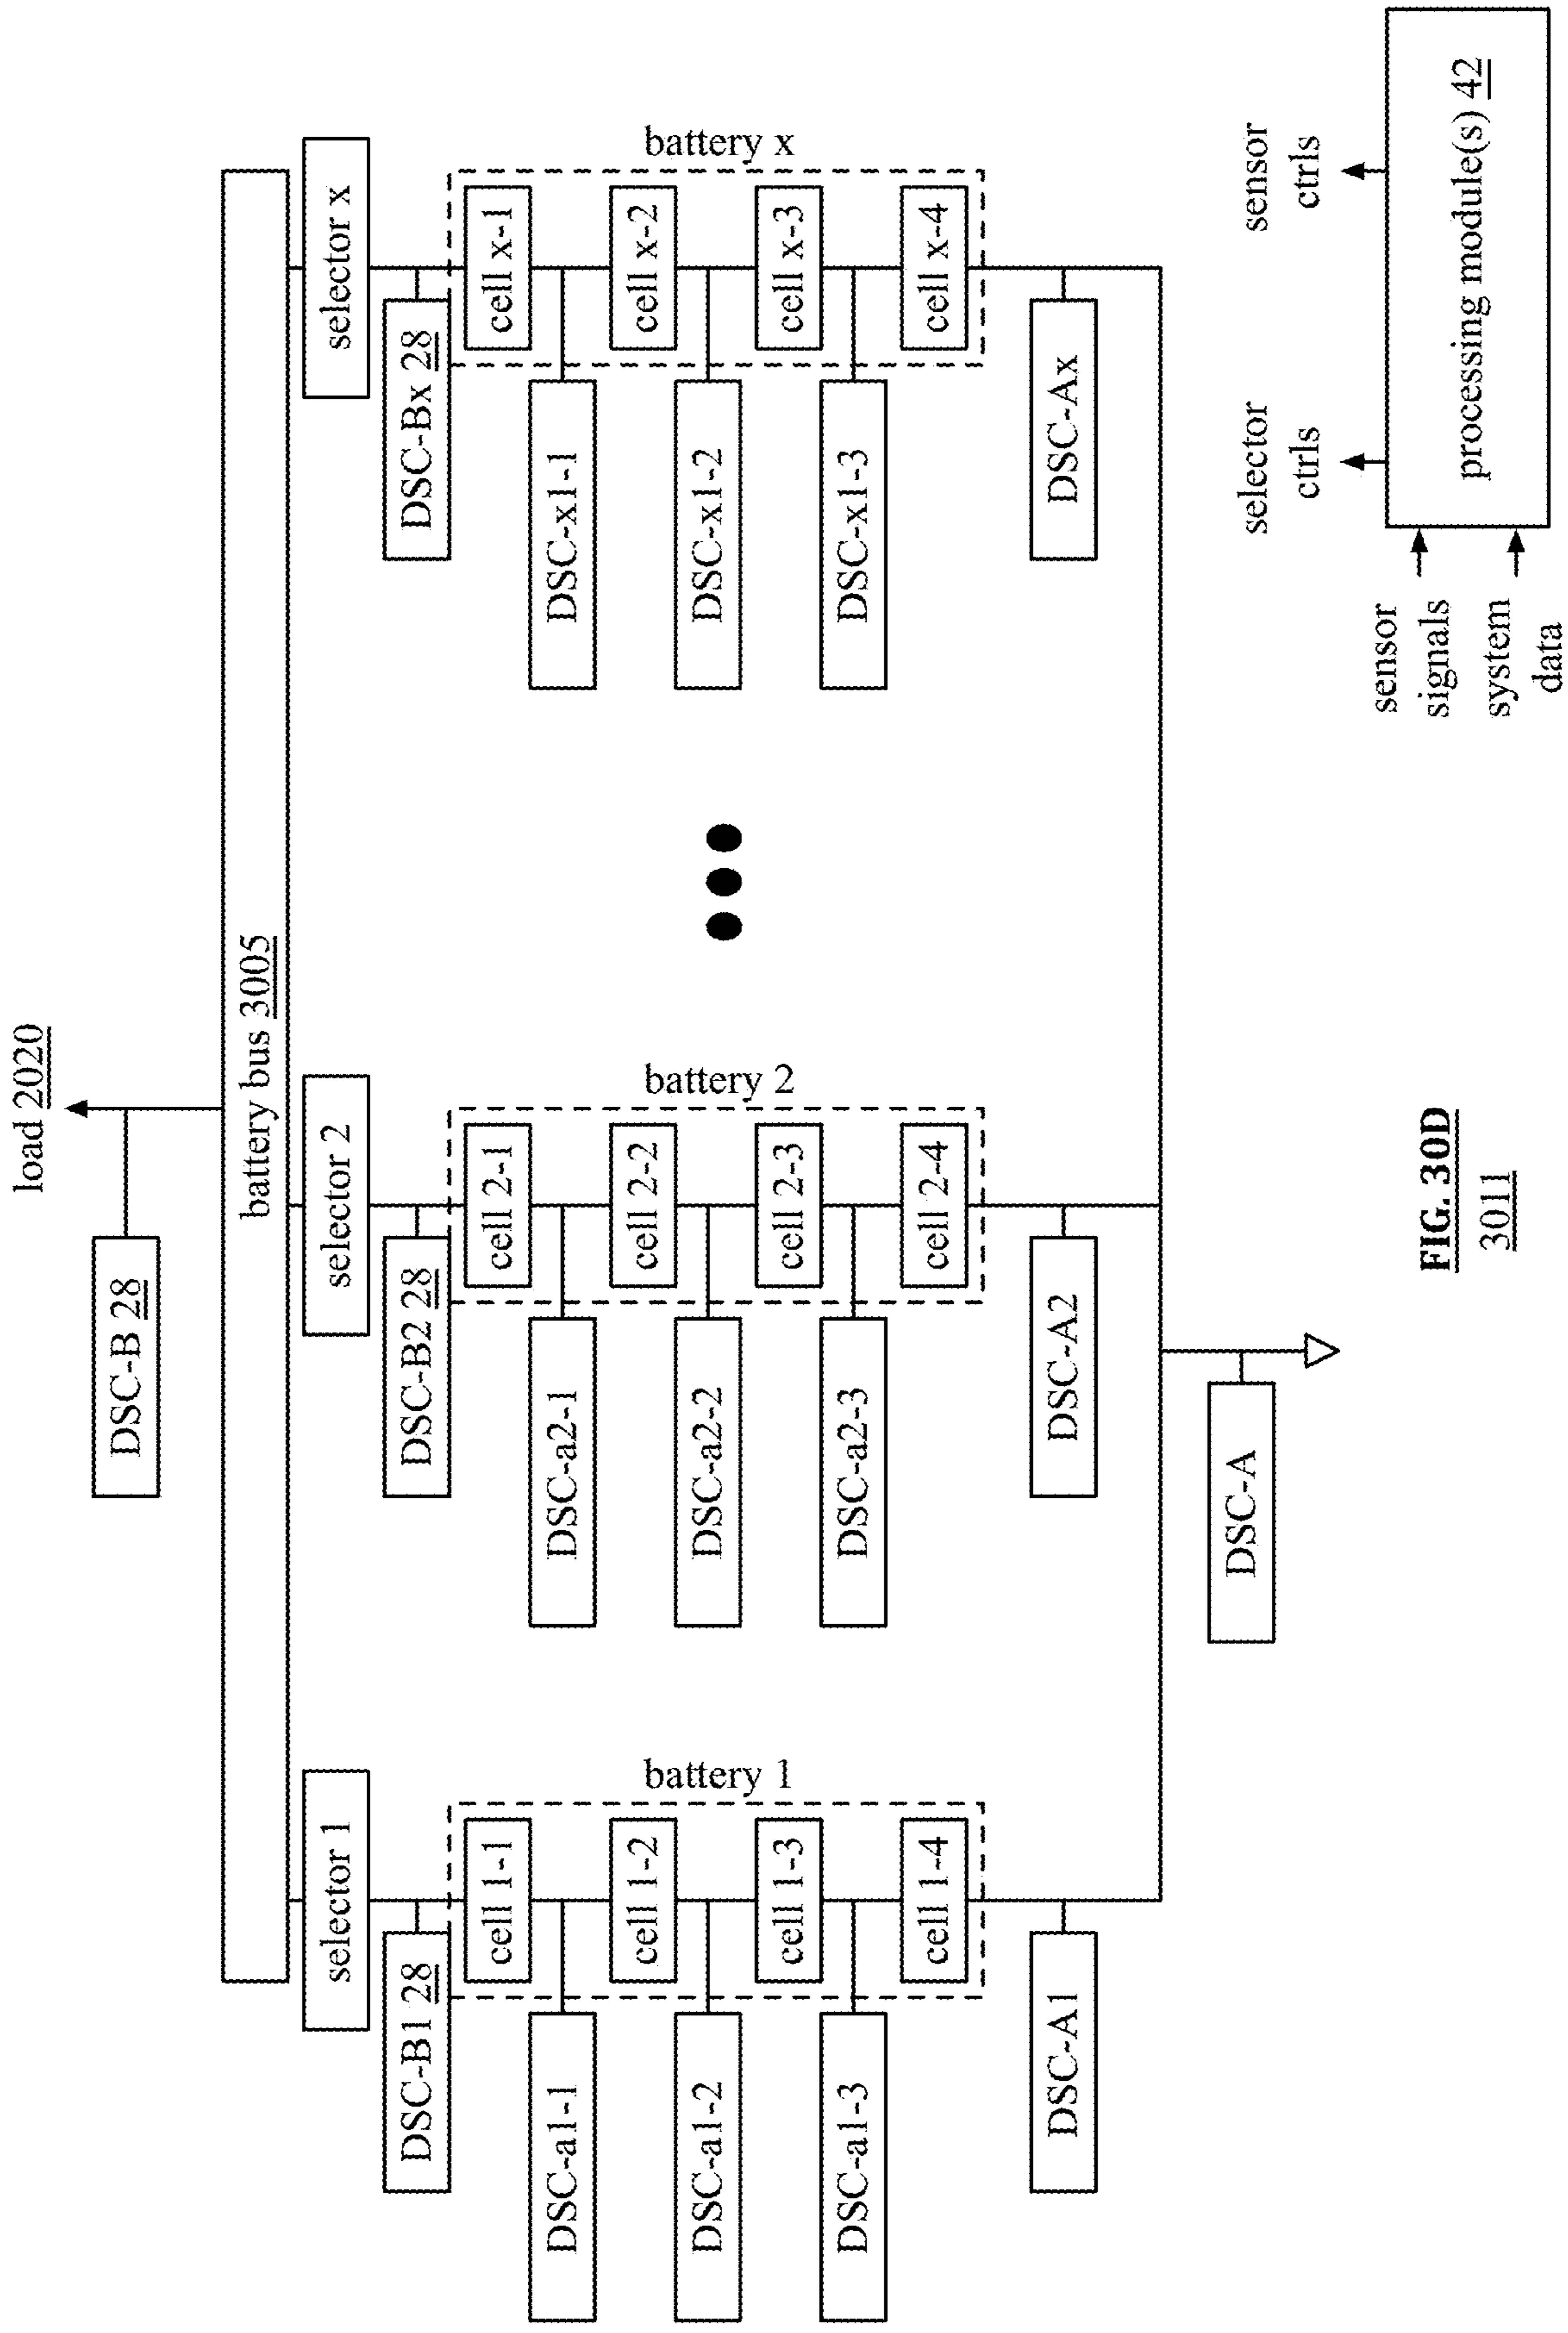 load 2020
DSC-B 28
battery bus 3005
selector 1
selector 2
selector x
DSC-B1 28
DSC-B2 28
DSC-Bx 28
battery 1
cell 1-1
cell 1-2
cell 1-3
cell 1-4
DSC-a1-1
DSC-a1-2
DSC-a1-3
DSC-A1
battery 2
cell 2-1
cell 2-2
cell 2-3
cell 2-4
DSC-a2-1
DSC-a2-2
DSC-a2-3
DSC-A2
battery x
cell x-1
cell x-2
cell x-3
cell x-4
DSC-x1-1
DSC-x1-2
DSC-x1-3
DSC-Ax
DSC-A
selector
ctrls
sensor
ctrls
sensor
signals
system
data
processing module(s) 42
FIG. 30D
3011